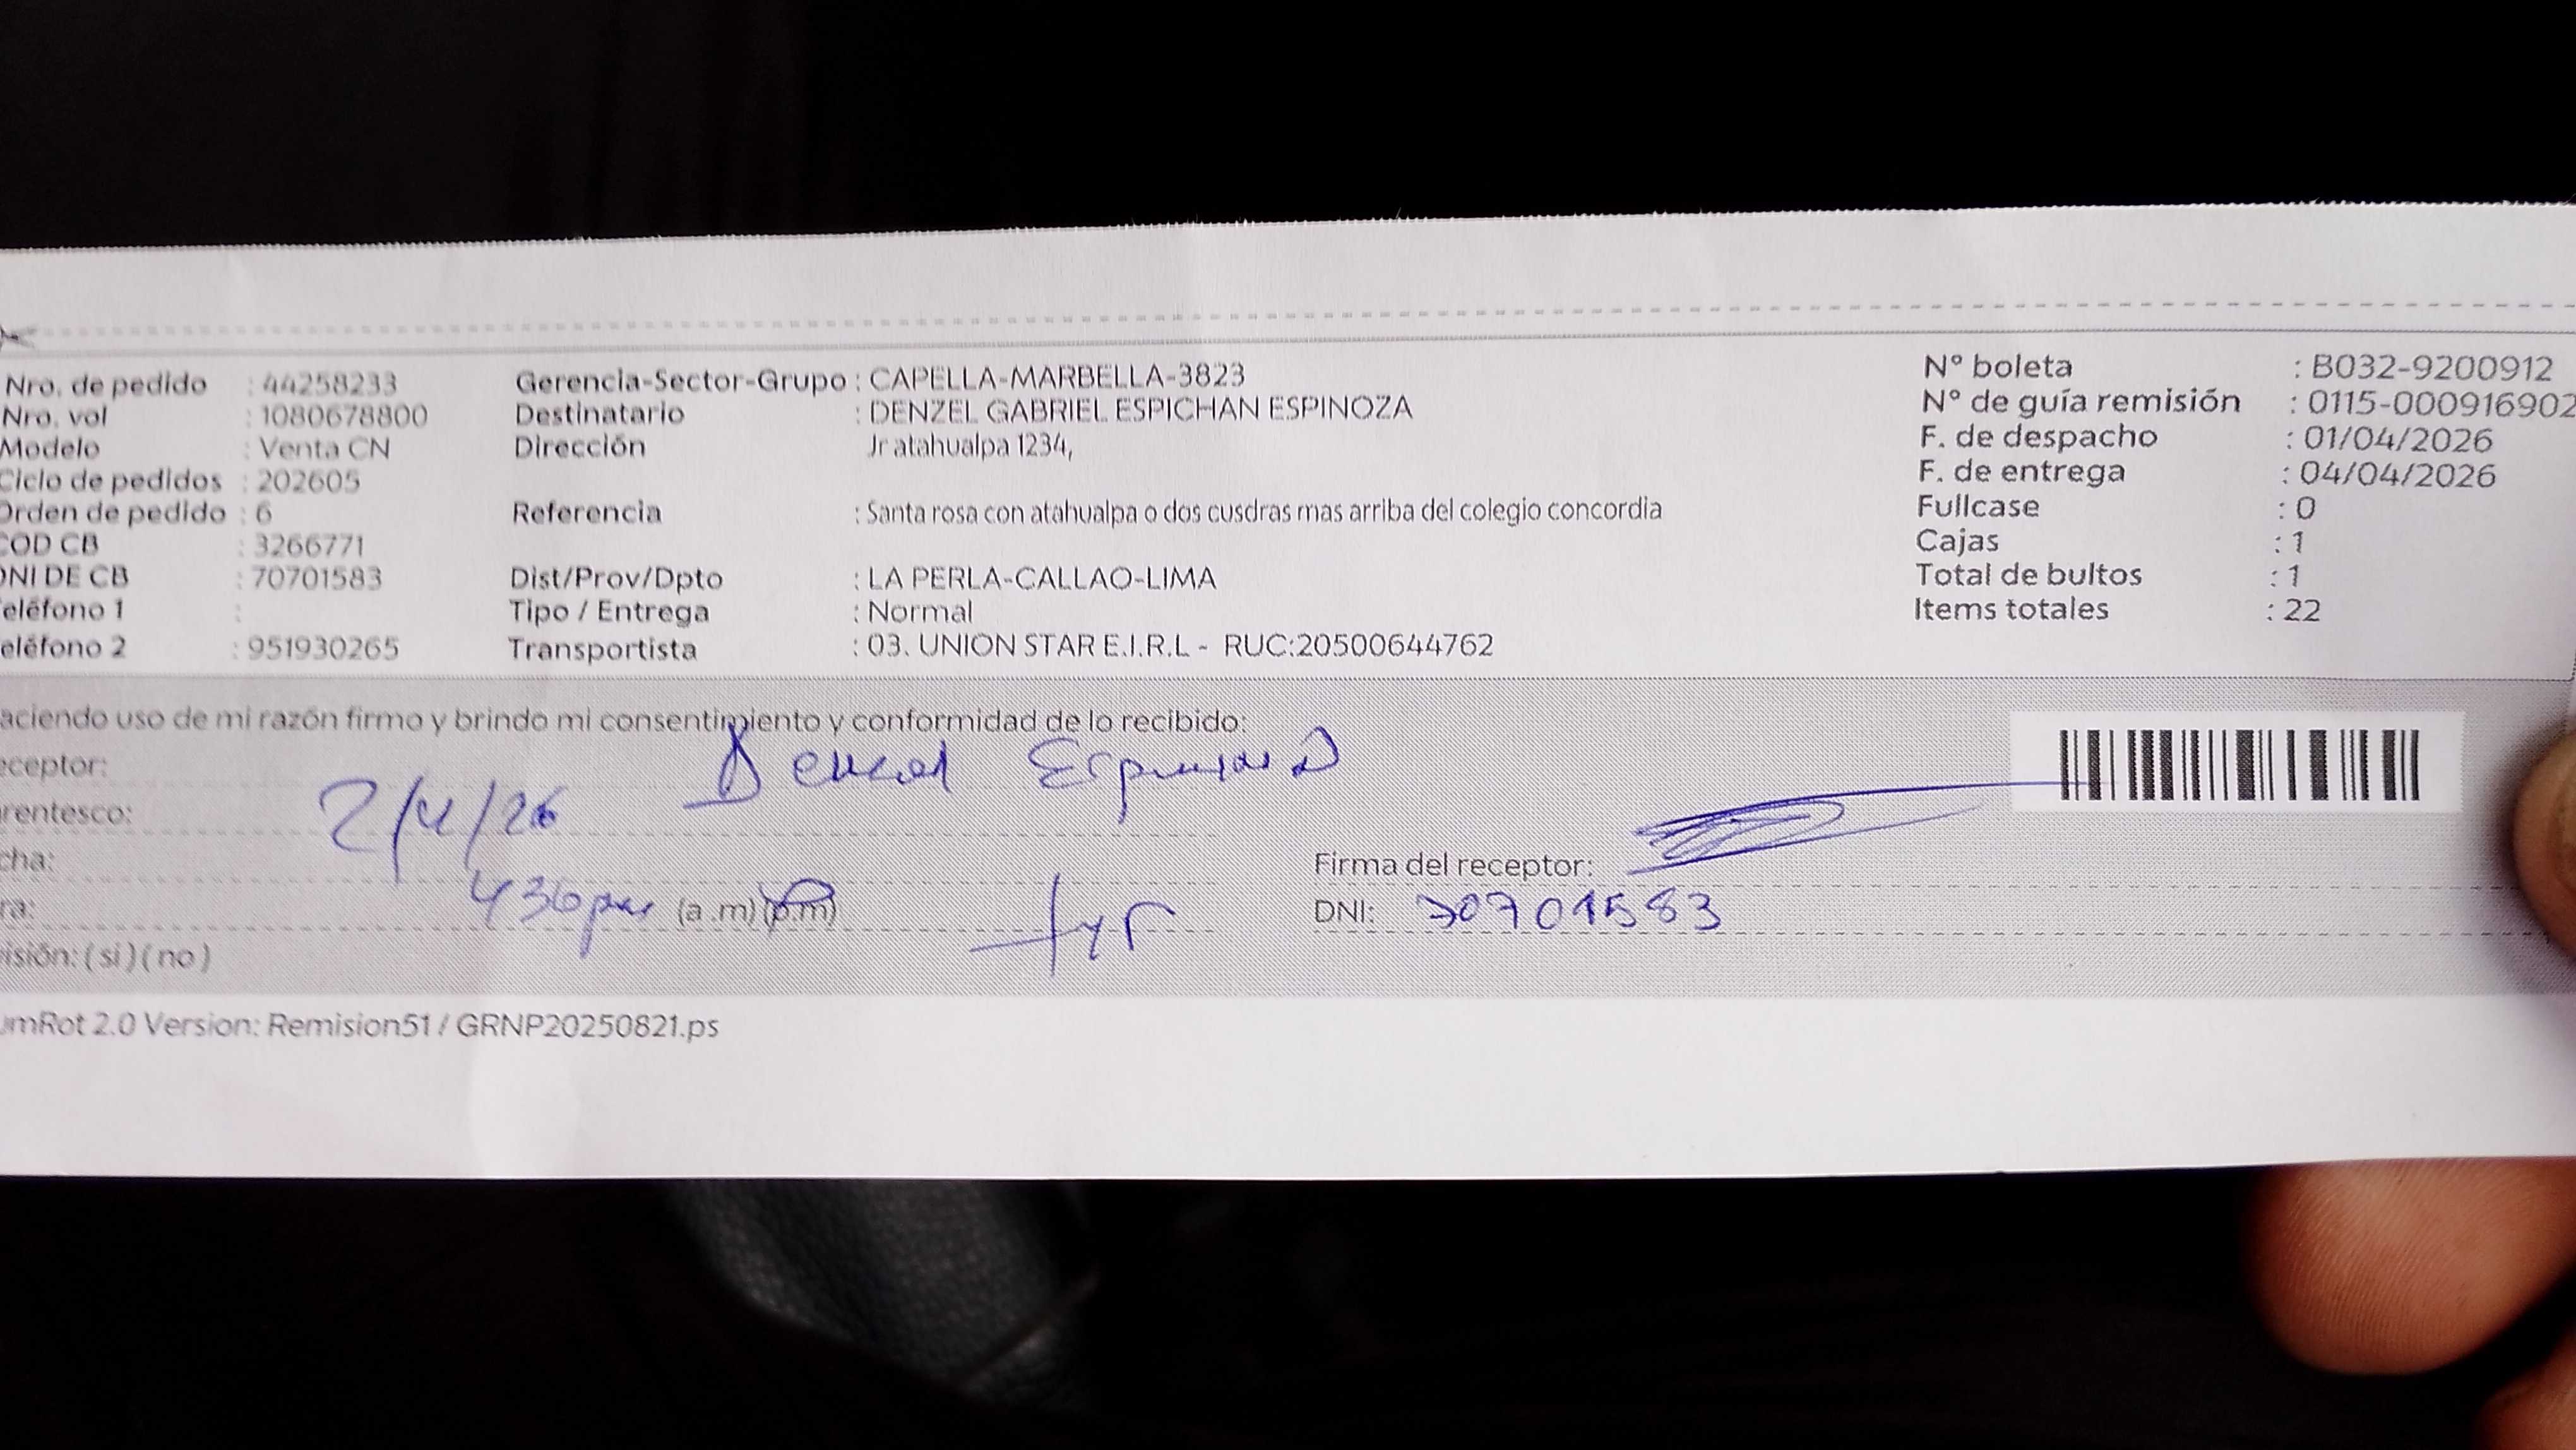 Nro. de pedido : 44258233
Nro. vol : 1080678800
Modelo : Venta CN
Ciclo de pedidos : 202605
Orden de pedido : 6
COD CB : 3266771
DNI DE CB : 70701583
eléfono 1 :
eléfono 2 : 951930265
Gerencia-Sector-Grupo : CAPELLA-MARBELLA-3823
Destinatario : DENZEL GABRIEL ESPICHAN ESPINOZA
Dirección Jr atahualpa 1234,
Referencia : Santa rosa con atahualpa o dos cusdras mas arriba del colegio concordia
Dist/Prov/Dpto : LA PERLA-CALLAO-LIMA
Tipo / Entrega : Normal
Transportista : 03. UNION STAR E.I.R.L - RUC:20500644762
N° boleta : B032-9200912
N° de guía remisión : 0115-000916902
F. de despacho : 01/04/2026
F. de entrega : 04/04/2026
Fullcase : 0
Cajas : 1
Total de bultos : 1
Items totales : 22
aciendo uso de mi razón firmo y brindo mi consentimiento y conformidad de lo recibido:
eceptor: Denzel Espinoza
rentesco:
cha: 2/4/26
ra: 436pm (a.m) (p.m)
isión: ( si ) ( no )
Firma del receptor:
DNI: 70701583
mRot 2.0 Version: Remision51 / GRNP20250821.ps